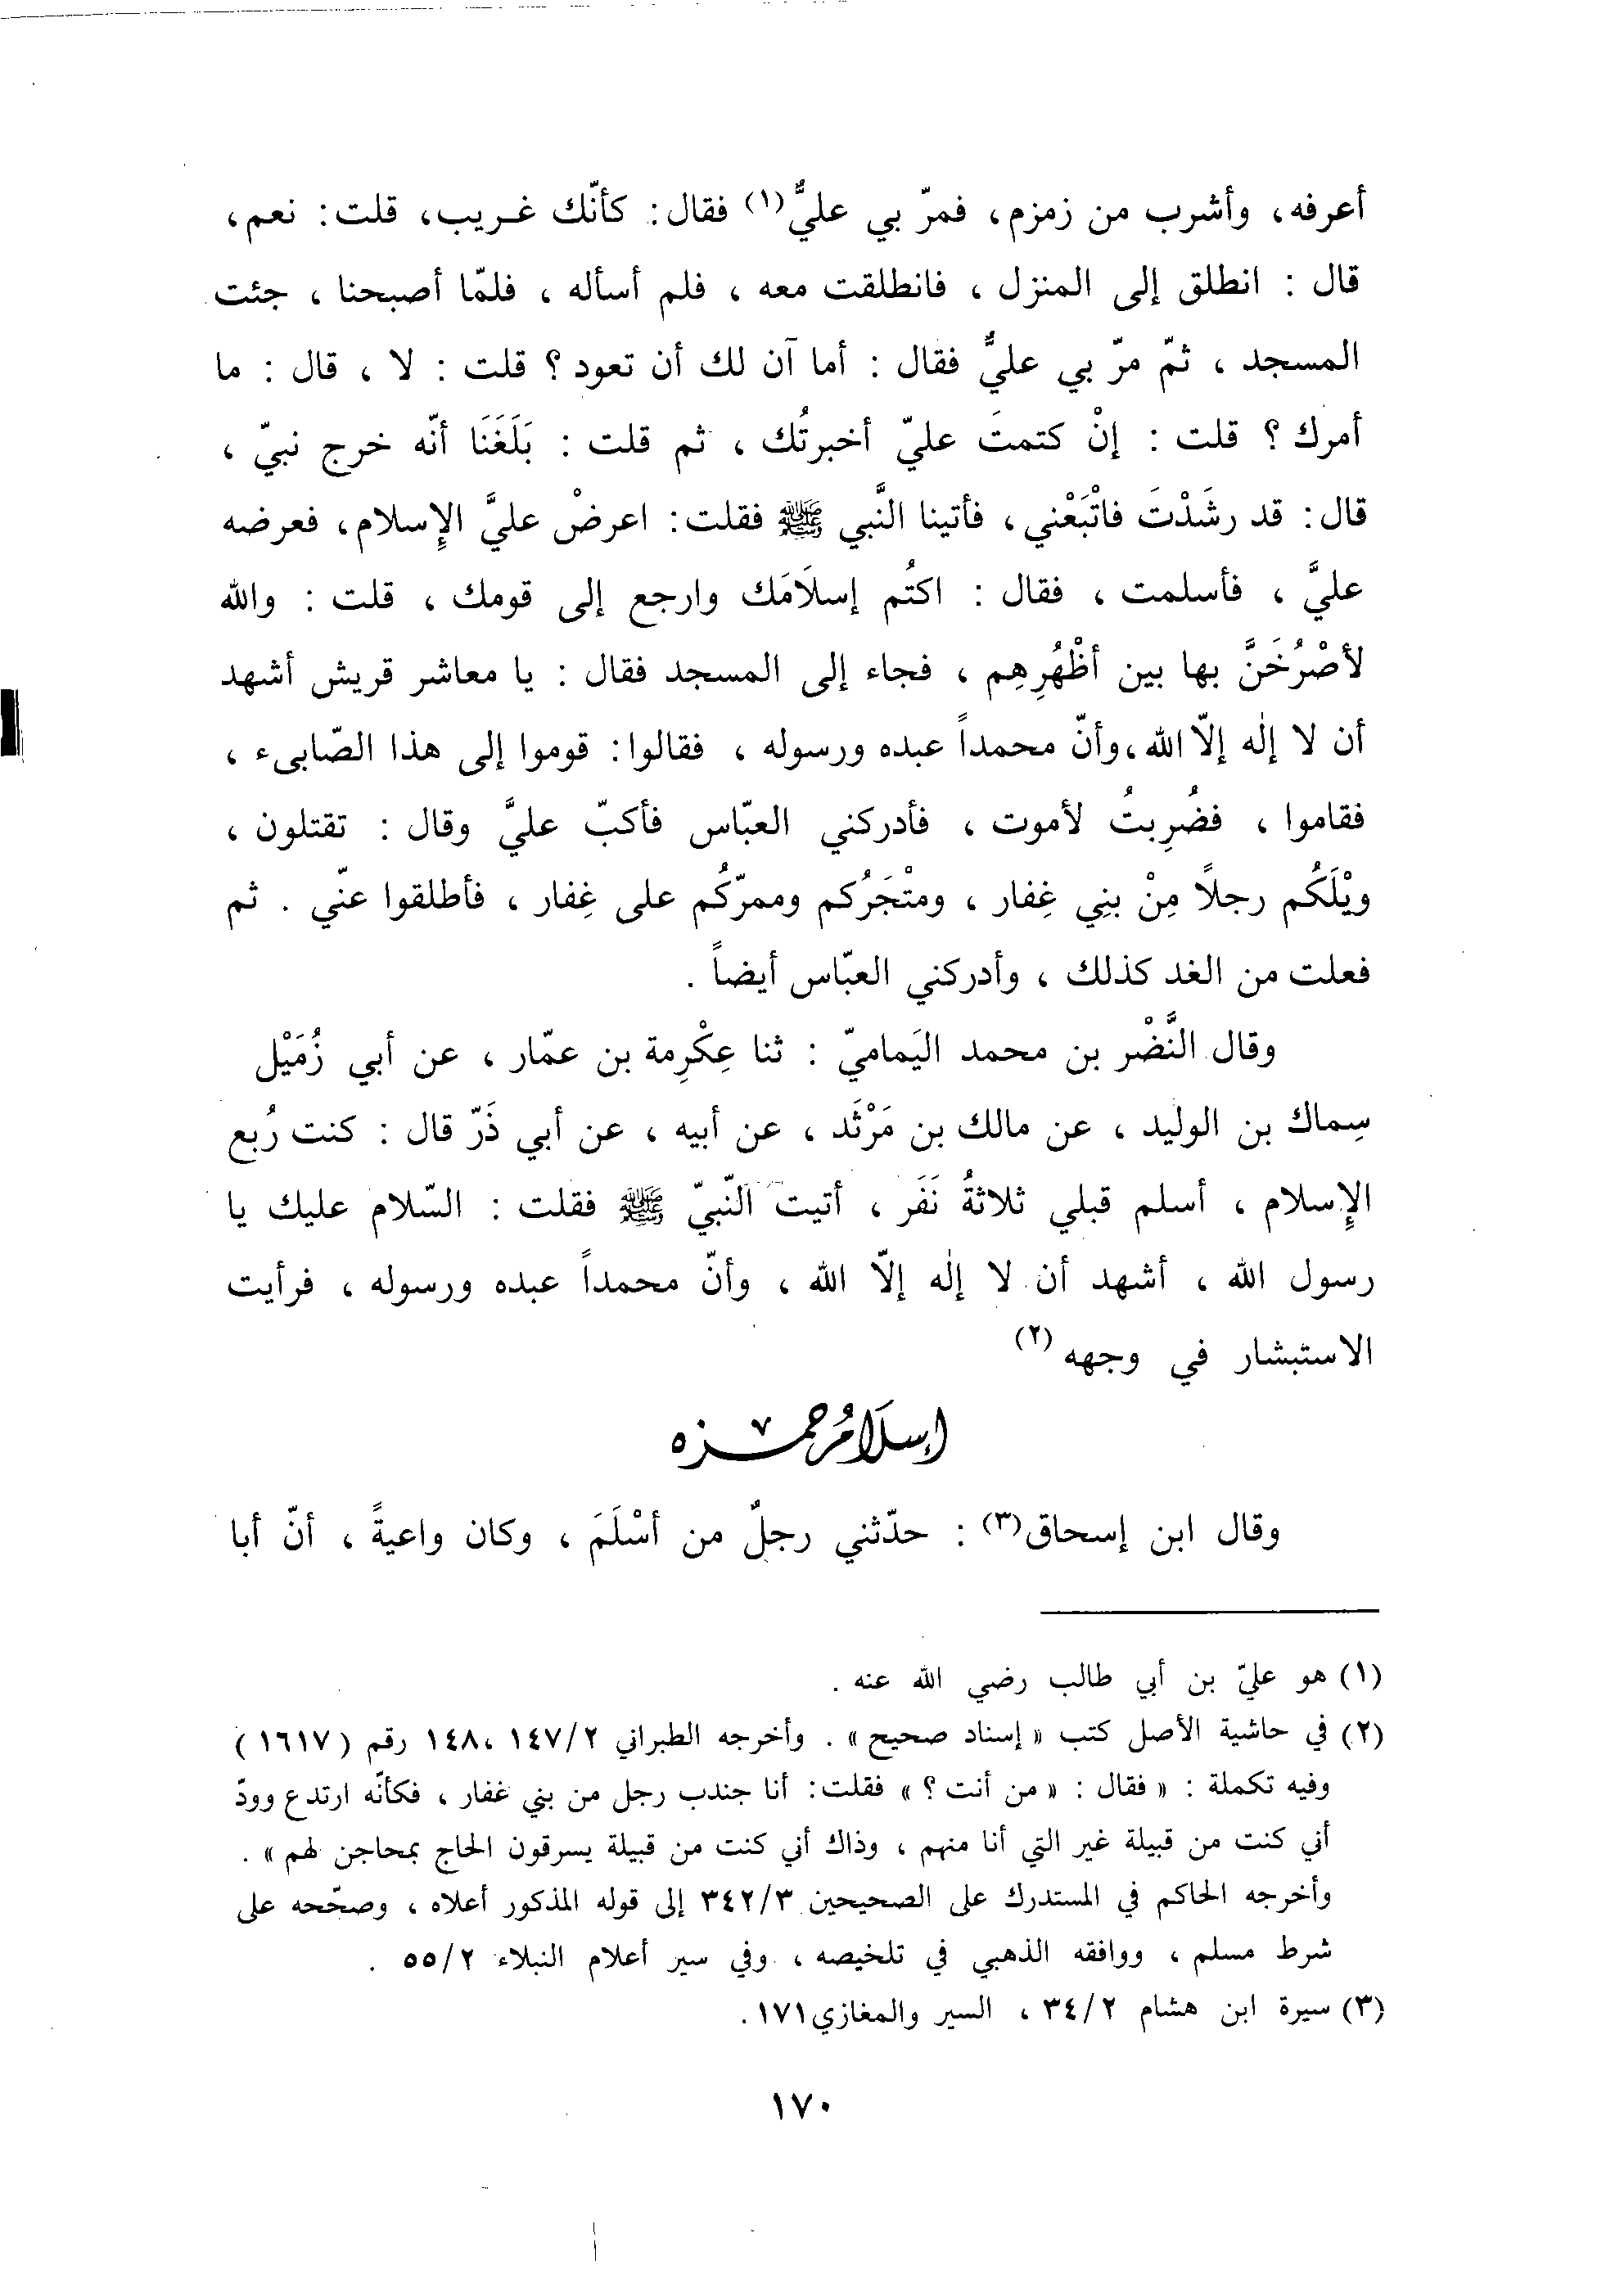 أعرفه، وأشرب من زمزم، فمرّ بي عليٌّ(١) فقال: كأنّك غـريب، قلت: نعم،
قال : انطلق إلى المنزل ، فانطلقت معه ، فلم أسأله ، فلمّا أصبحنا ، جئت
المسجد ، ثمّ مرّ بي عليٌّ فقال : أما آن لك أن تعود ؟ قلت : لا ، قال : ما
أمرك ؟ قلت : إنْ كتمتَ عليّ أخبرتُك ، ثم قلت : بَلَغَنَا أنّه خرج نبيّ ،
قال: قد رشَدْتَ فاتْبَعْني، فأتينا النَّبي ﷺ فقلت: اعرضْ عليَّ الإسلام، فعرضه
عليَّ ، فأسلمت ، فقال : اكتُم إسلَامَك وارجع إلى قومك ، قلت : والله
لأصْرُخَنَّ بها بين أظْهُرِهِم ، فجاء إلى المسجد فقال : يا معاشر قريش أشهد
أن لا إلٰه إلاّ الله،وأنّ محمداً عبده ورسوله ، فقالوا: قوموا إلى هذا الصّابىء ،
فقاموا ، فضُرِبتُ لأموت ، فأدركني العبّاس فأكبّ عليَّ وقال : تقتلون ،
ويْلَكُم رجلاً مِنْ بنِي غِفار ، ومتْجَرُكم وممرّكُم على غِفار ، فأطلقوا عنّي . ثم
فعلت من الغد كذلك ، وأدركني العبّاس أيضاً .
وقال النَّضْر بن محمد اليَماميّ : ثنا عِكْرِمة بن عمّار ، عن أبي زُمَيْل
سِماك بن الوليد ، عن مالك بن مَرْثَد ، عن أبيه ، عن أبي ذَرّ قال : كنت رُبع
الإسلام ، أسلم قبلي ثلاثةُ نَفَر ، أتيت النّبيّ ﷺ فقلت : السّلام عليك يا
رسول الله ، أشهد أن لا إلٰه إلاّ الله ، وأنّ محمداً عبده ورسوله ، فرأيت
الاستبشار في وجهه(٢)
إسلَامُ حمزه
وقال ابن إسحاق(٣) : حدّثني رجلٌ من أسْلَمَ ، وكان واعيةً ، أنّ أبا
(١) هو عليّ بن أبي طالب رضي الله عنه .
(٢) في حاشية الأصل كتب « إسناد صحيح » . وأخرجه الطبراني ١٤٧/٢ ،١٤٨ رقم (١٦١٧)
وفيه تكملة : « فقال : « من أنت ؟ » فقلت: أنا جندب رجل من بني غفار ، فكأنّه ارتدع وودّ
أني كنت من قبيلة غير التي أنا منهم ، وذاك أني كنت من قبيلة يسرقون الحاج بمحاجن لهم » .
وأخرجه الحاكم في المستدرك على الصحيحين ٣٤٢/٣ إلى قوله المذكور أعلاه ، وصحّحه على
شرط مسلم ، ووافقه الذهبي في تلخيصه ، وفي سير أعلام النبلاء ٥٥/٢ .
(٣) سيرة ابن هشام ٣٤/٢ ، السير والمغازي ١٧١.
١٧٠